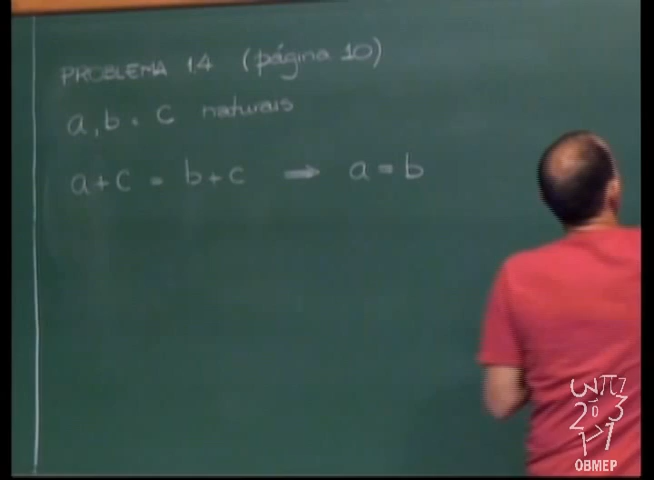 PROBLEMA 1.4 (página 10)
a, b e c naturais
a+c = b+c ⇒ a = b
OBMEP